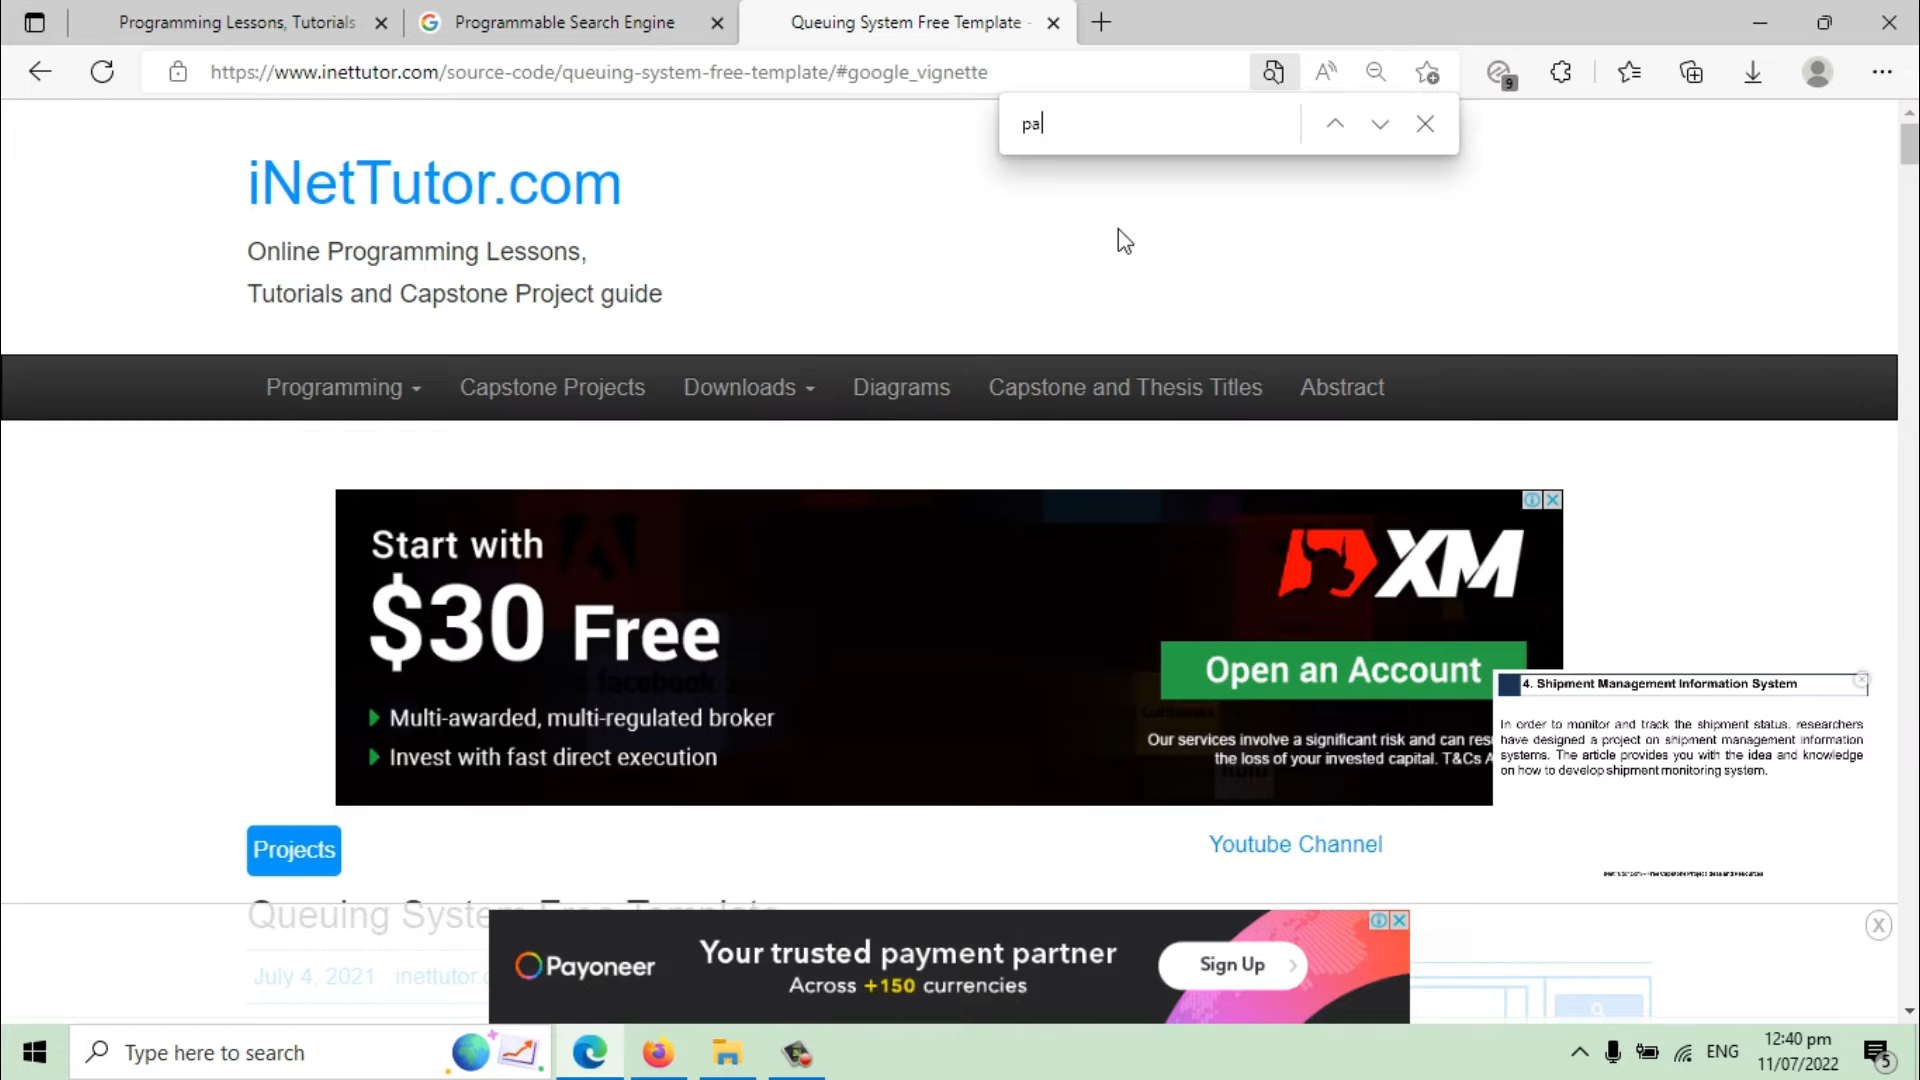 Programming Lessons, Tutorials
Programmable Search Engine
Queuing System Free Template -
https://www.inettutor.com/source-code/queuing-system-free-template/#google_vignette
9
pa
iNetTutor.com
Online Programming Lessons,
Tutorials and Capstone Project guide
Programming
Capstone Projects
Downloads
Diagrams
Capstone and Thesis Titles
Abstract
Start with
$30 Free
Multi-awarded, multi-regulated broker
Invest with fast direct execution
XM
Open an Account
Our services involve a significant risk and can res
the loss of your invested capital. T&Cs A
4. Shipment Management Information System
In order to monitor and track the shipment status, researchers
have designed a project on shipment management information
systems. The article provides you with the idea and knowledge
on how to develop shipment monitoring system.
Projects
Youtube Channel
Queuing System Free Template
July 4, 2021 inettutor.c
Payoneer
Your trusted payment partner
Across +150 currencies
Sign Up
Type here to search
ENG
12:40 pm
11/07/2022
5